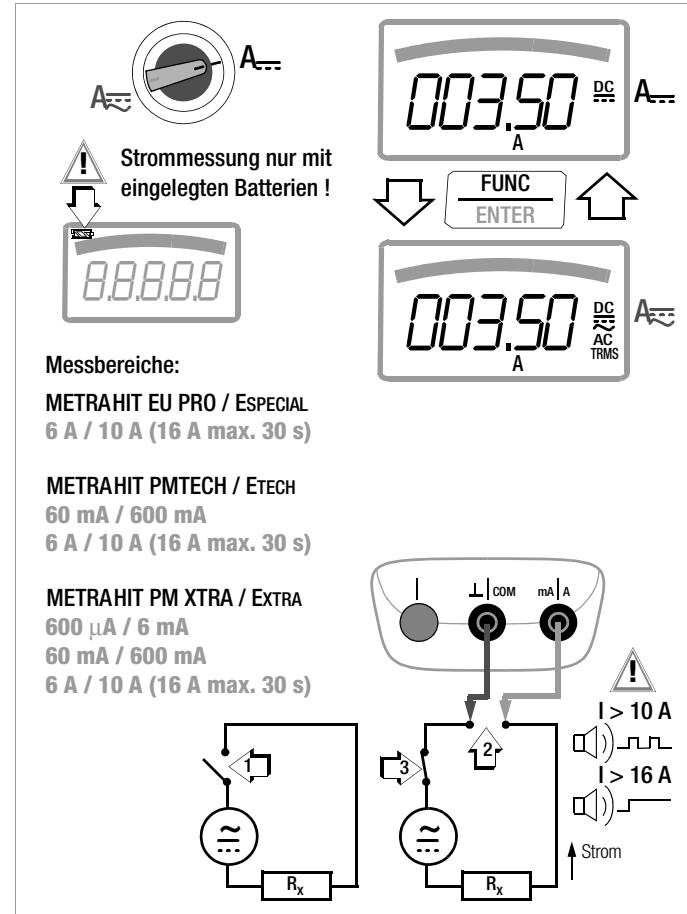 A
A
Strommessung nur mit
eingelegten Batterien !
8.8.8.8.8
003.50
DC
A
A
FUNC
ENTER
003.50
DC
AC
TRMS
A
A
Messbereiche:
METRAHIT EU PRO / ESPECIAL
6 A / 10 A (16 A max. 30 s)
METRAHIT PMTECH / ETECH
60 mA / 600 mA
6 A / 10 A (16 A max. 30 s)
METRAHIT PM XTRA / EXTRA
600 µA / 6 mA
60 mA / 600 mA
6 A / 10 A (16 A max. 30 s)
⊥ COM
mA A
!
I > 10 A
I > 16 A
1
2
3
Strom
Rx
Rx